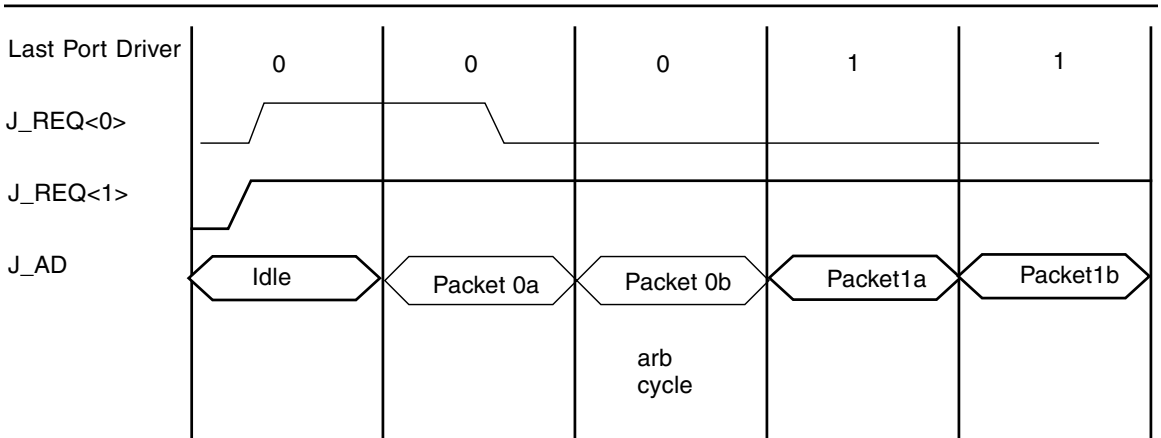 Last Port Driver 0 0 0 1 1
J_REQ<0>
J_REQ<1>
J_AD Idle Packet 0a Packet 0b Packet1a Packet1b
arb
cycle